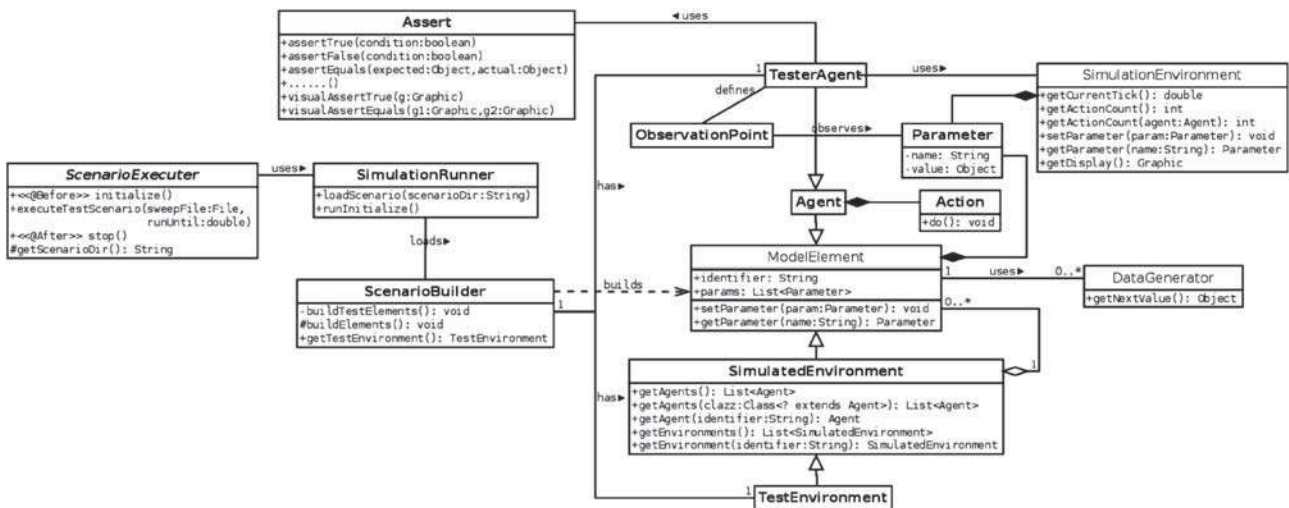 ◄uses
Assert
+assertTrue(condition:boolean)
+assertFalse(condition:boolean)
+assertEquals(expected:Object,actual:Object)
+......()
+visualAssertTrue(g:Graphic)
+visualAssertEquals(g1:Graphic,g2:Graphic)
1
TesterAgent
uses►
SimulationEnvironment
+getCurrentTick(): double
+getActionCount(): int
+getActionCount(agent:Agent): int
+setParameter(param:Parameter): void
+getParameter(name:String): Parameter
+getDisplay(): Graphic
defines
ObservationPoint
observes►
Parameter
-name: String
-value: Object
ScenarioExecuter
+<<@Before>> initialize()
+executeTestScenario(sweepFile:File,
runUntil:double)
+<<@After>> stop()
#getScenarioDir(): String
uses►
SimulationRunner
+loadScenario(scenarioDir:String)
+runInitialize()
has►
Agent
Action
+do(): void
loads►
ModelElement
+identifier: String
+params: List<Parameter>
+setParameter(param:Parameter): void
+getParameter(name:String): Parameter
1
uses►
0..*
DataGenerator
+getNextValue(): Object
ScenarioBuilder
-buildTestElements(): void
#buildElements(): void
+getTestEnvironment(): TestEnvironment
builds
1
0..*
1
has►
SimulatedEnvironment
+getAgents(): List<Agent>
+getAgents(clazz:Class<? extends Agent>): List<Agent>
+getAgent(identifier:String): Agent
+getEnvironments(): List<SimulatedEnvironment>
+getEnvironment(identifier:String): SimulatedEnvironment
1
TestEnvironment